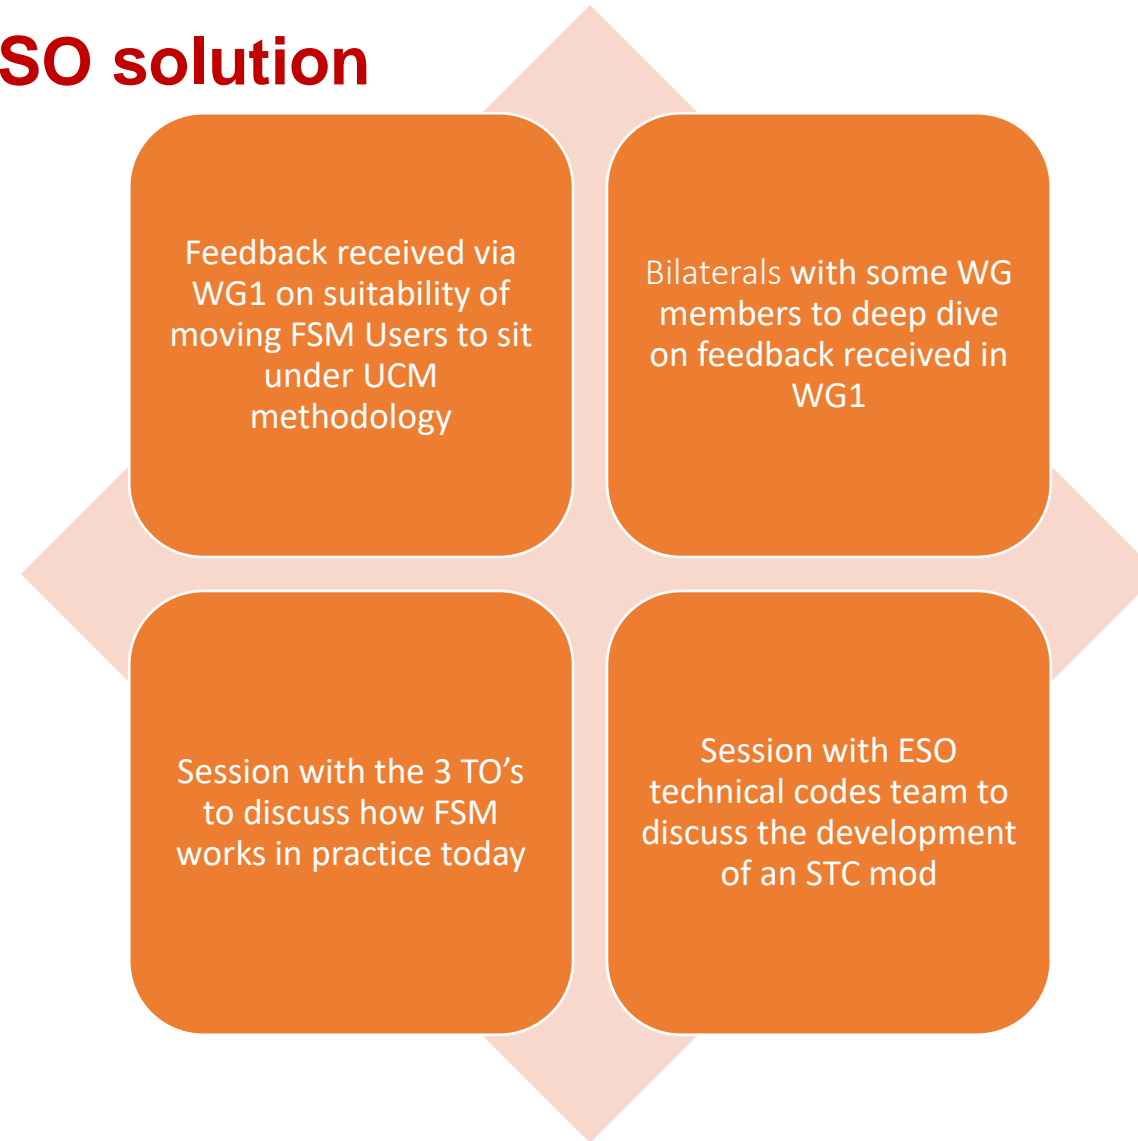 SO solution
Feedback received via
WG1 on suitability of
moving FSM Users to sit
under UCM
methodology
Bilaterals with some WG
members to deep dive
on feedback received in
WG1
Session with the 3 TO’s
to discuss how FSM
works in practice today
Session with ESO
technical codes team to
discuss the development
of an STC mod